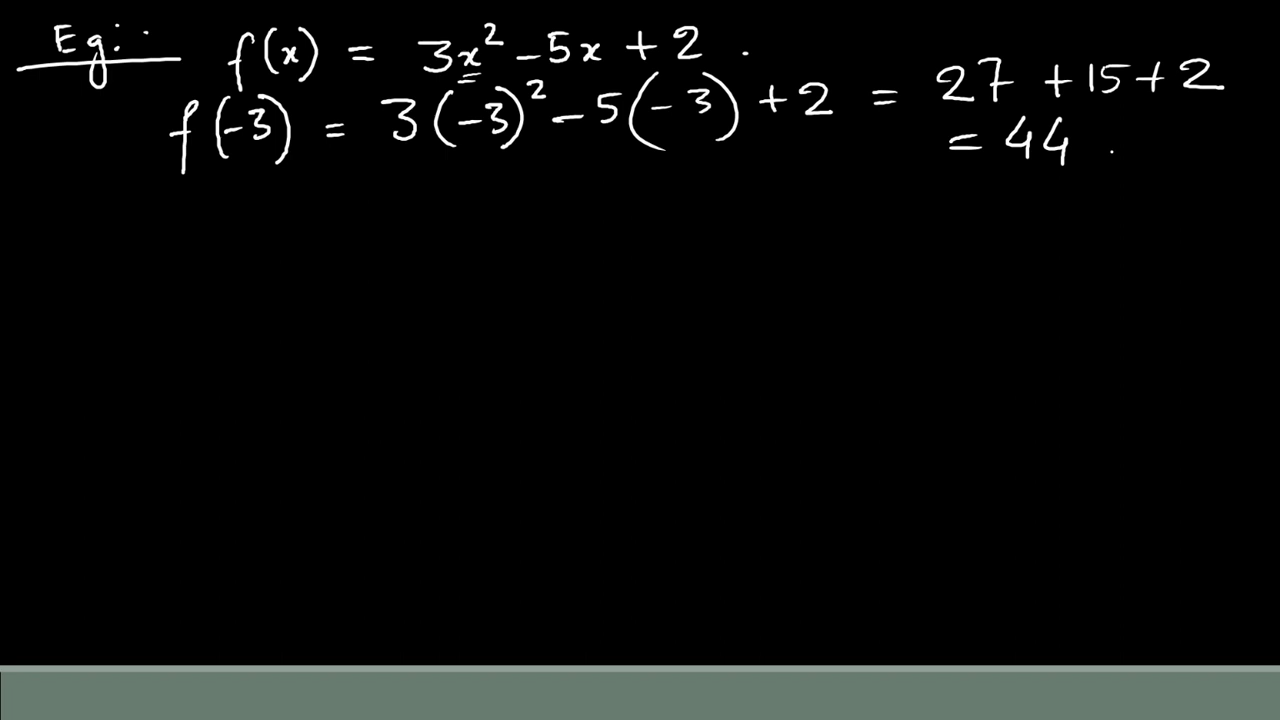 Eg:- f(x) = 3x² - 5x + 2 .
f(-3) = 3(-3)² - 5(-3) + 2 = 27 + 15 + 2
= 44 .